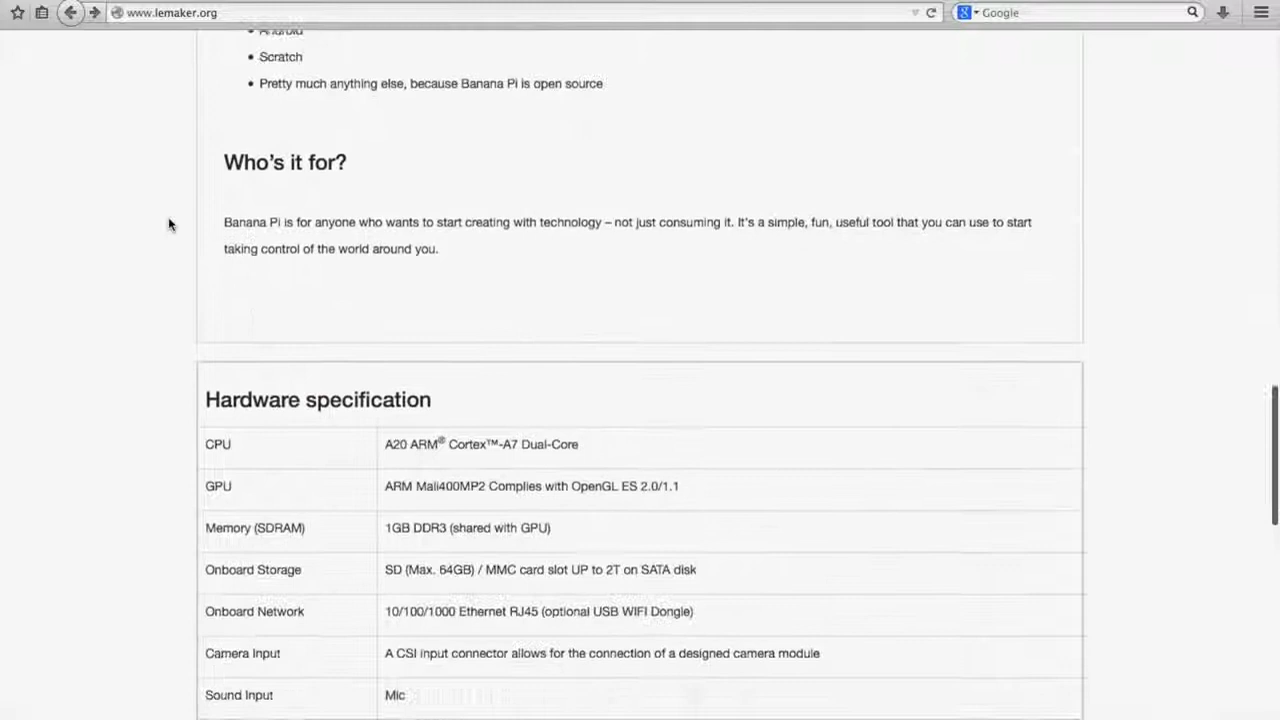 www.lemaker.org
Google
Android
• Scratch
• Pretty much anything else, because Banana Pi is open source
Who's it for?
Banana Pi is for anyone who wants to start creating with technology – not just consuming it. It's a simple, fun, useful tool that you can use to start
taking control of the world around you.
Hardware specification
CPU A20 ARM® Cortex™-A7 Dual-Core
GPU ARM Mali400MP2 Complies with OpenGL ES 2.0/1.1
Memory (SDRAM) 1GB DDR3 (shared with GPU)
Onboard Storage SD (Max. 64GB) / MMC card slot UP to 2T on SATA disk
Onboard Network 10/100/1000 Ethernet RJ45 (optional USB WIFI Dongle)
Camera Input A CSI input connector allows for the connection of a designed camera module
Sound Input Mic